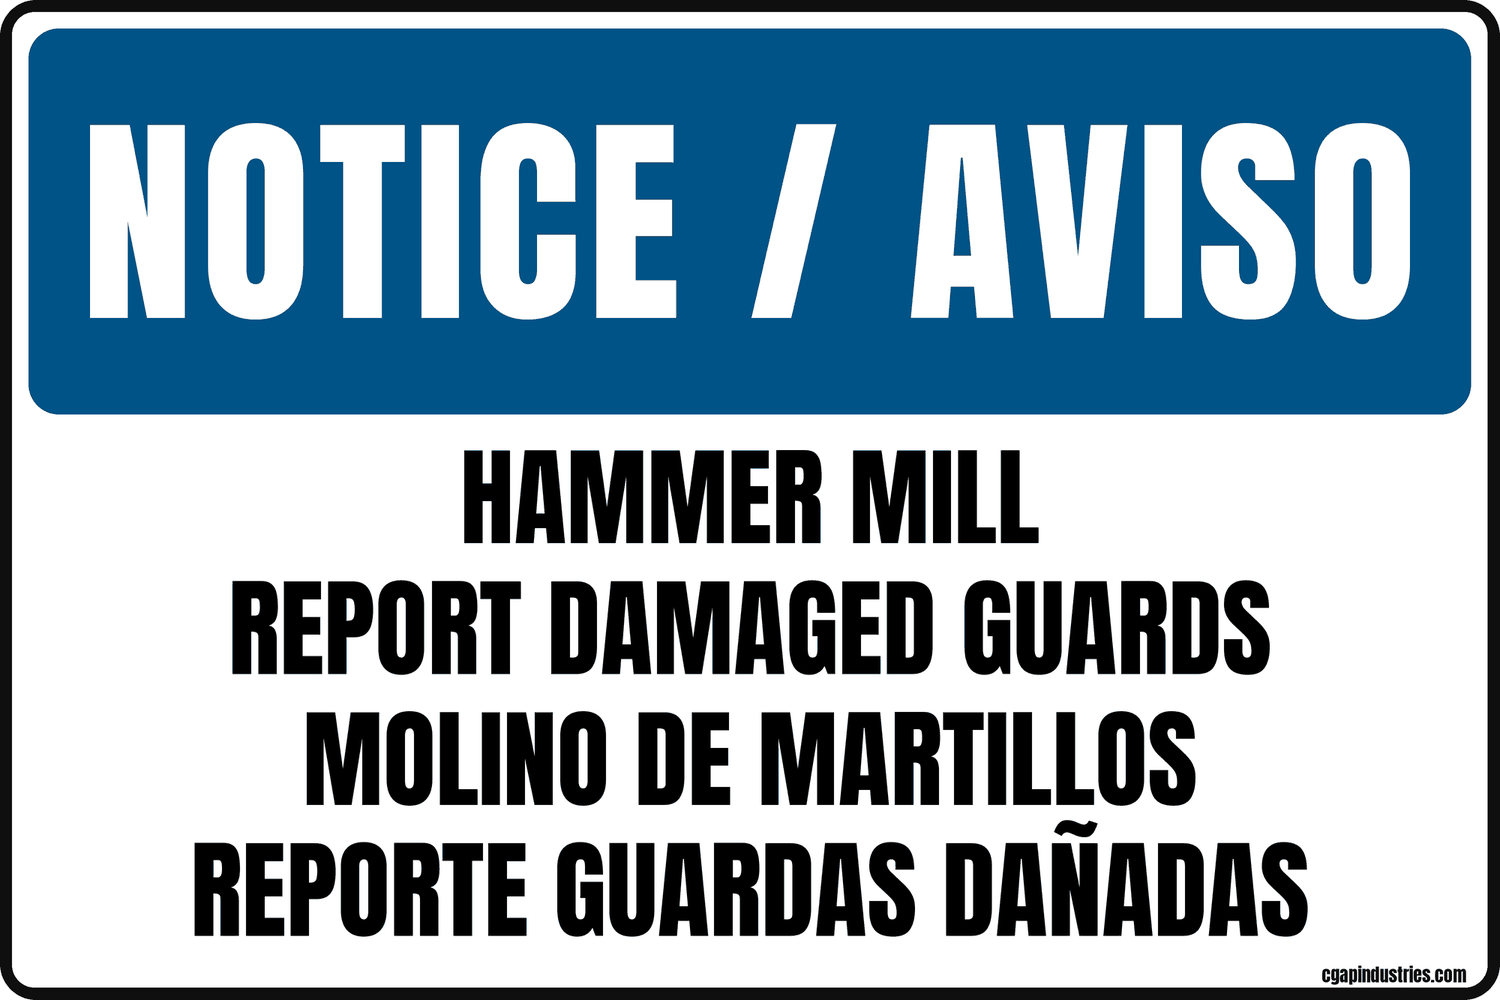 NOTICE / AVISO
HAMMER MILL
REPORT DAMAGED GUARDS
MOLINO DE MARTILLOS
REPORTE GUARDAS DAÑADAS
cgapindustries.com